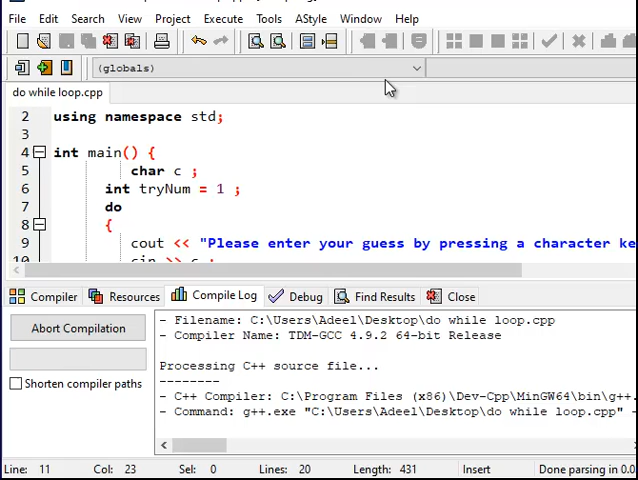 File Edit Search View Project Execute Tools AStyle Window Help
(globals)
do while loop.cpp
2 using namespace std;
3
4 int main() {
5 char c ;
6 int tryNum = 1 ;
7 do
8 {
9 cout << "Please enter your guess by pressing a character ke
10 cin >> c ;
Compiler Resources Compile Log Debug Find Results Close
Abort Compilation
Shorten compiler paths
- Filename: C:\Users\Adeel\Desktop\do while loop.cpp
- Compiler Name: TDM-GCC 4.9.2 64-bit Release
Processing C++ source file...
--------
- C++ Compiler: C:\Program Files (x86)\Dev-Cpp\MinGW64\bin\g++.
- Command: g++.exe "C:\Users\Adeel\Desktop\do while loop.cpp" -
Line: 11 Col: 23 Sel: 0 Lines: 20 Length: 431 Insert Done parsing in 0.0